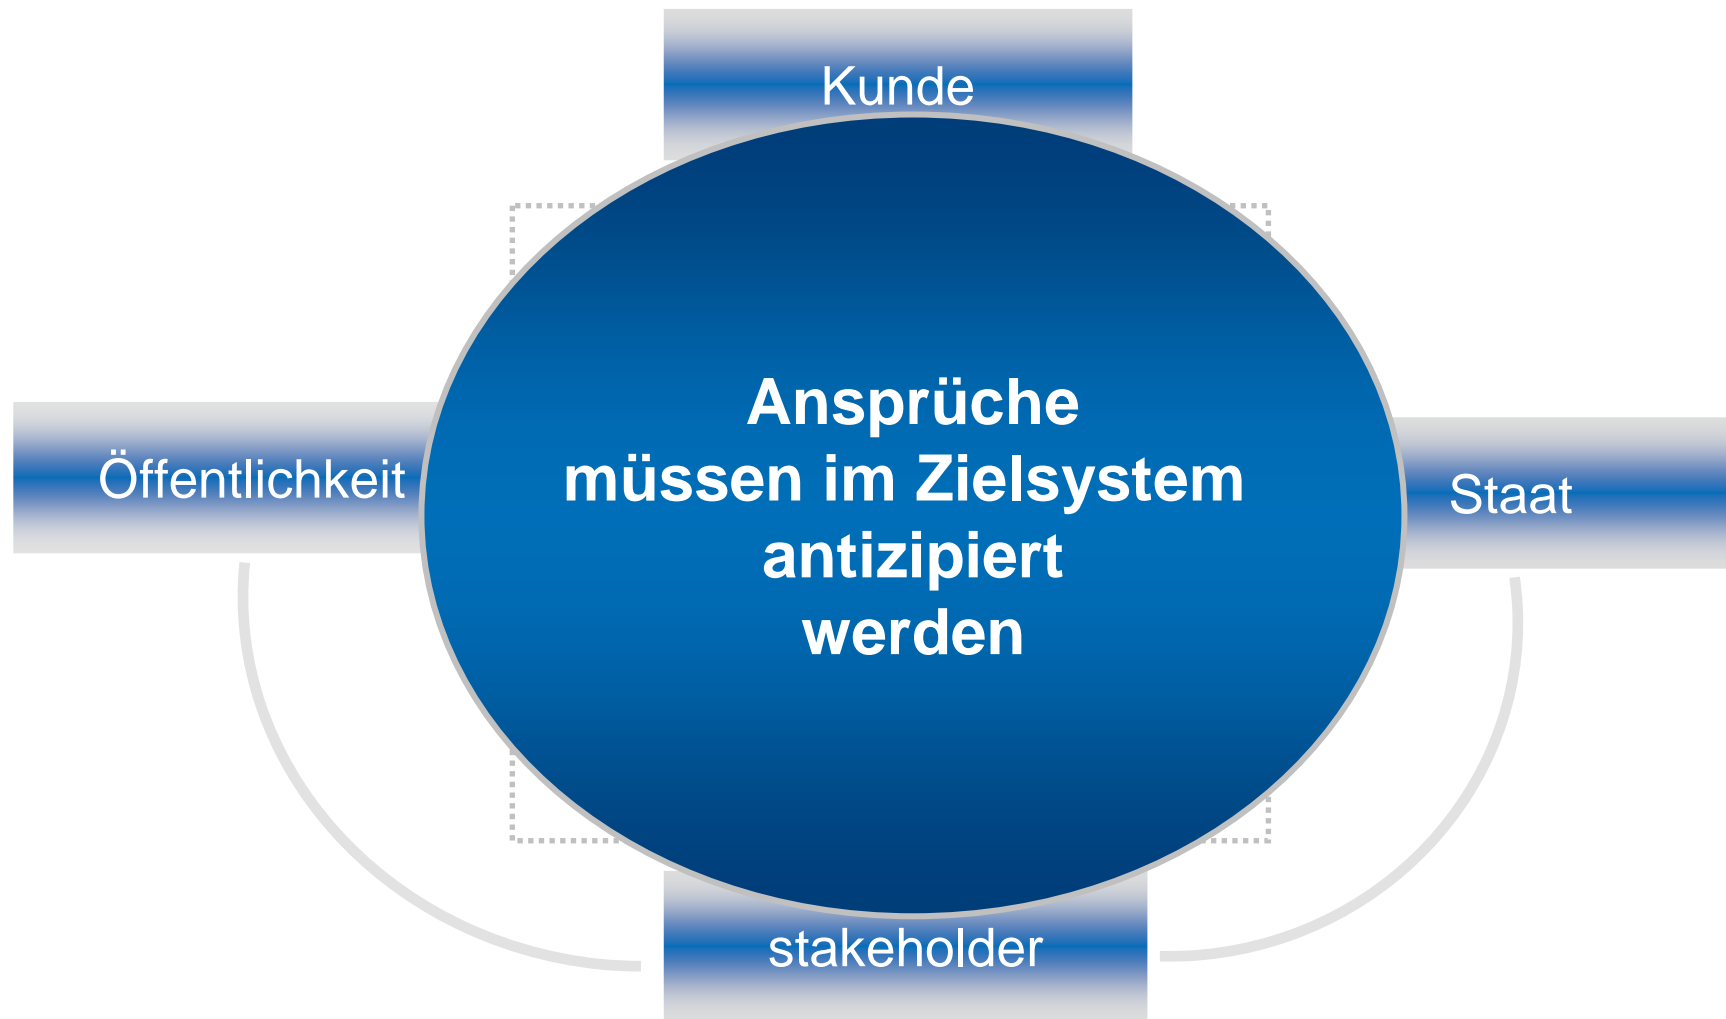 Kunde
Ansprüche
müssen im Zielsystem
antizipiert
werden
Öffentlichkeit
Staat
stakeholder